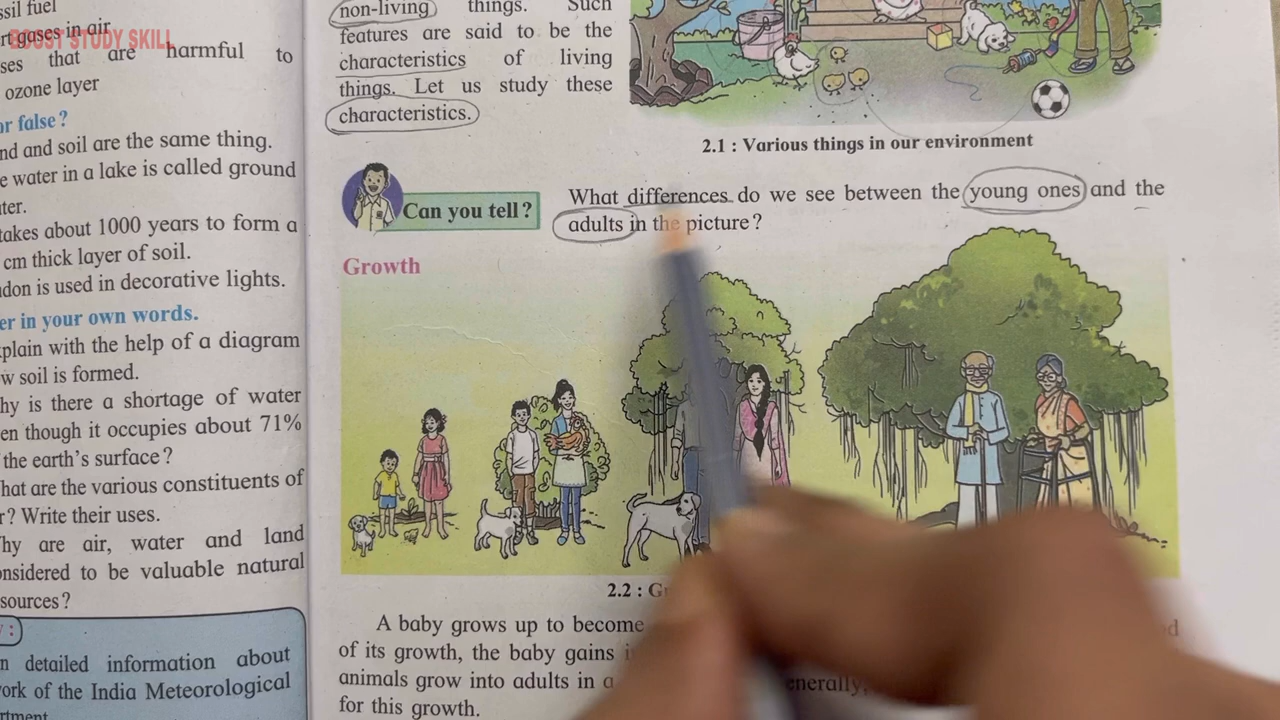 ssil fuel
rt gases in air
ses that are harmful to
ozone layer
or false?
nd and soil are the same thing.
e water in a lake is called ground
ter.
takes about 1000 years to form a
cm thick layer of soil.
don is used in decorative lights.
er in your own words.
plain with the help of a diagram
w soil is formed.
hy is there a shortage of water
en though it occupies about 71%
the earth's surface?
hat are the various constituents of
r? Write their uses.
hy are air, water and land
onsidered to be valuable natural
sources?
:
n detailed information about
ork of the India Meteorological
rtment
BOOST STUDY SKILL
non-living things. Such
features are said to be the
characteristics of living
things. Let us study these
characteristics.
2.1 : Various things in our environment
Can you tell?
What differences do we see between the young ones and the
adults in the picture?
Growth
2.2 : G
A baby grows up to become
of its growth, the baby gains
animals grow into adults in a enerally,
for this growth.